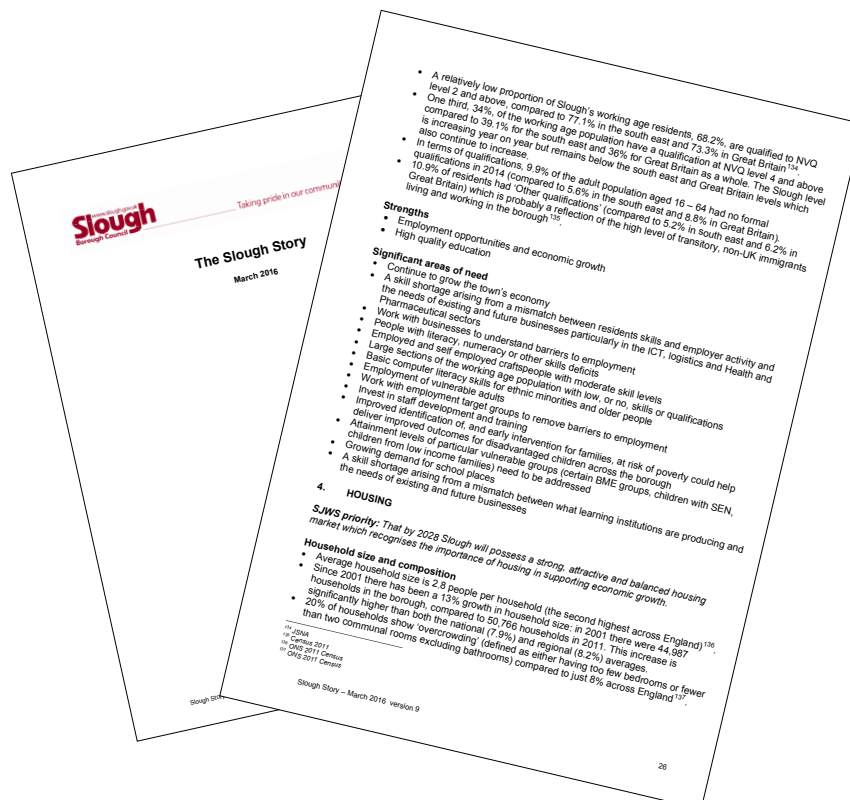 www.slough.gov.uk
Slough
Borough Council
Taking pride in our communi
The Slough Story
March 2016
Slough Stor
• A relatively low proportion of Slough's working age residents, 68.2%, are qualified to NVQ
level 2 and above, compared to 77.1% in the south east and 73.3% in Great Britain134.
• One third, 34%, of the working age population have a qualification at NVQ level 4 and above
compared to 39.1% for the south east and 36% for Great Britain as a whole. The Slough level
is increasing year on year but remains below the south east and Great Britain levels which
also continue to increase.
• In terms of qualifications, 9.9% of the adult population aged 16 – 64 had no formal
qualifications in 2014 (compared to 5.6% in the south east and 8.8% in Great Britain).
• 10.9% of residents had 'Other qualifications' (compared to 5.2% in south east and 6.2% in
Great Britain) which is probably a reflection of the high level of transitory, non-UK immigrants
living and working in the borough135.
Strengths
• Employment opportunities and economic growth
• High quality education
Significant areas of need
• Continue to grow the town's economy
• A skill shortage arising from a mismatch between residents skills and employer activity and
the needs of existing and future businesses particularly in the ICT, logistics and Health and
Pharmaceutical sectors
• Work with businesses to understand barriers to employment
• People with literacy, numeracy or other skills deficits
• Employed and self employed craftspeople with moderate skill levels
• Large sections of the working age population with low, or no, skills or qualifications
• Basic computer literacy skills for ethnic minorities and older people
• Employment of vulnerable adults
• Work with employment target groups to remove barriers to employment
• Invest in staff development and training
• Improved identification of, and early intervention for families, at risk of poverty could help
deliver improved outcomes for disadvantaged children across the borough
• Attainment levels of particular vulnerable groups (certain BME groups, children with SEN,
children from low income families) need to be addressed
• Growing demand for school places
• A skill shortage arising from a mismatch between what learning institutions are producing and
the needs of existing and future businesses
4. HOUSING
SJWS priority: That by 2028 Slough will possess a strong, attractive and balanced housing
market which recognises the importance of housing in supporting economic growth.
Household size and composition
• Average household size is 2.8 people per household (the second highest across England)136.
• Since 2001 there has been a 13% growth in household size; in 2001 there were 44,987
households in the borough, compared to 50,766 households in 2011. This increase is
significantly higher than both the national (7.9%) and regional (8.2%) averages.
• 20% of households show 'overcrowding' (defined as either having too few bedrooms or fewer
than two communal rooms excluding bathrooms) compared to just 8% across England137.
134 JSNA
135 Census 2011
136 ONS 2011 Census
137 ONS 2011 Census
Slough Story – March 2016 version 9
26